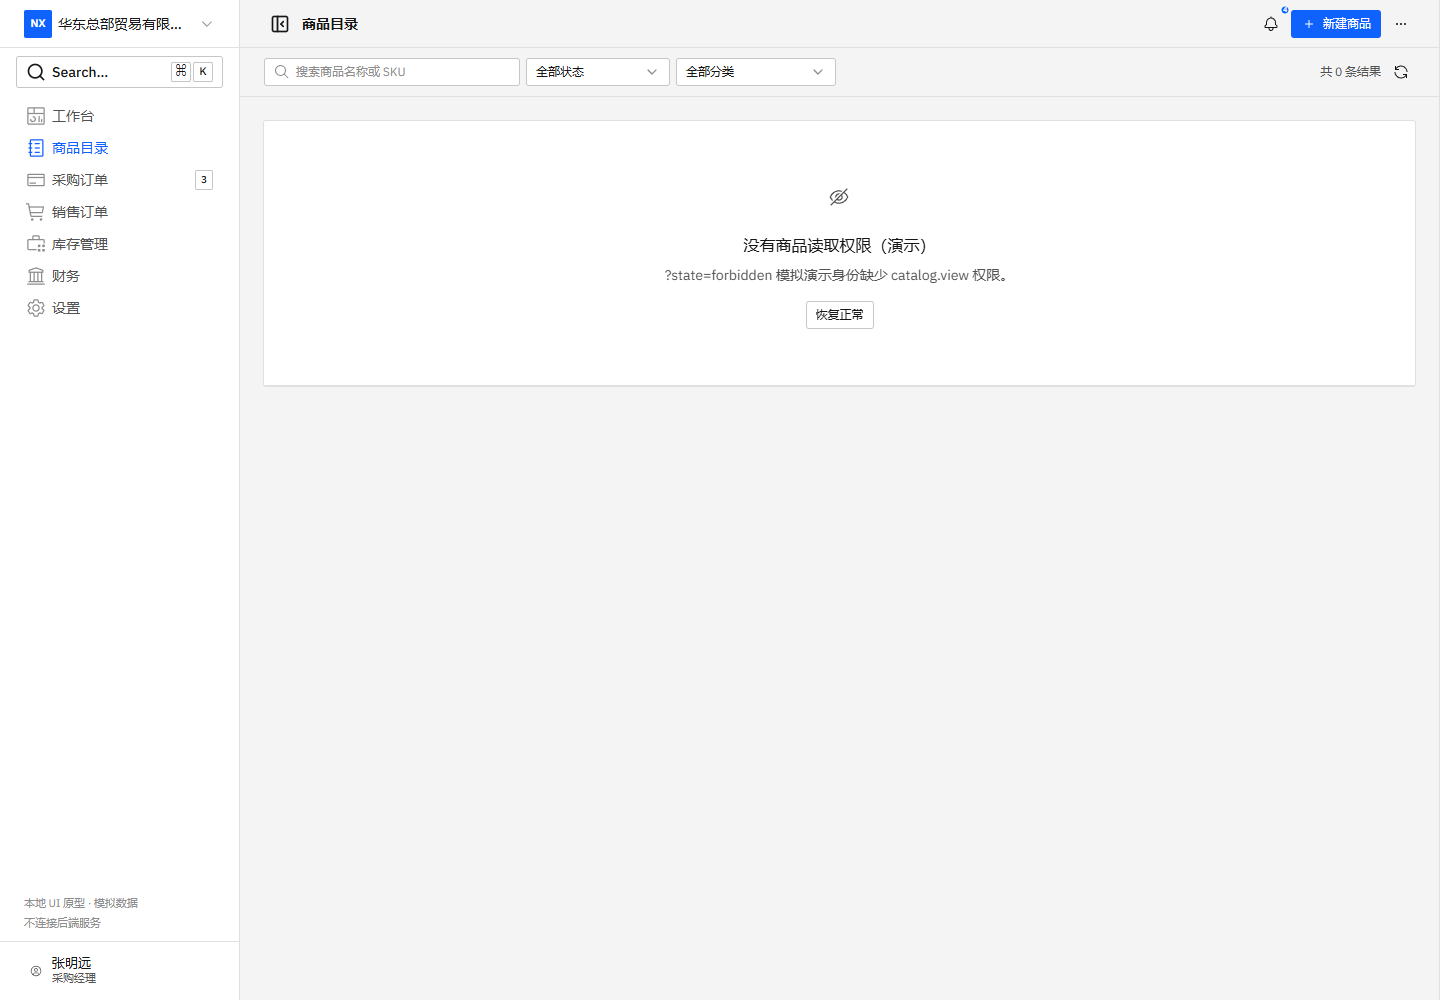 NX 华东总部贸易有限...
Search... ⌘ K
工作台
商品目录
采购订单 3
销售订单
库存管理
财务
设置
本地 UI 原型 · 模拟数据
不连接后端服务
张明远
采购经理
商品目录
4
+ 新建商品
搜索商品名称或 SKU
全部状态
全部分类
共 0 条结果
没有商品读取权限（演示）
?state=forbidden 模拟演示身份缺少 catalog.view 权限。
恢复正常